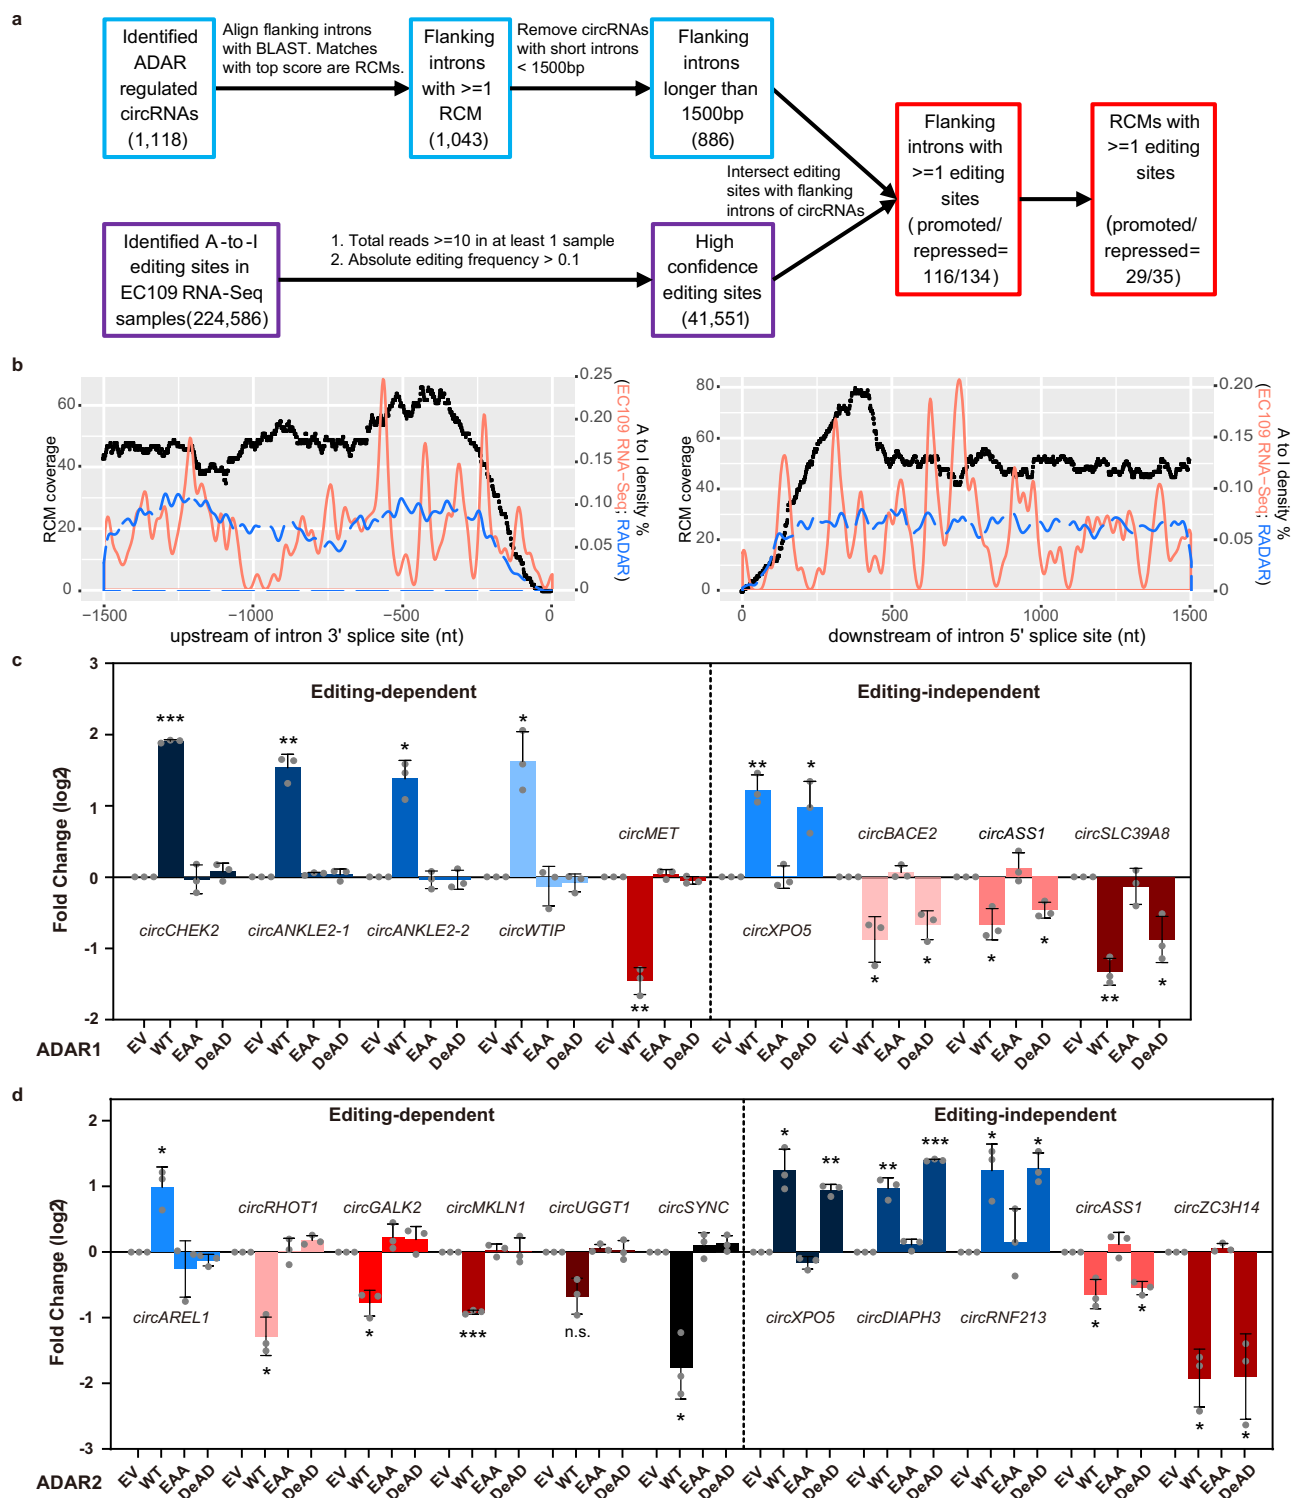 a
Identified
ADAR
regulated
circRNAs
(1,118)
Align flanking introns
with BLAST. Matches
with top score are RCMs.
Flanking
introns
with >=1
RCM
(1,043)
Remove circRNAs
with short introns
< 1500bp
Flanking
introns
longer than
1500bp
(886)
Intersect editing
sites with flanking
introns of circRNAs
Flanking
introns with
>=1 editing
sites
(promoted/
repressed=
116/134)
RCMs with
>=1 editing
sites
(promoted/
repressed=
29/35)
Identified A-to-I
editing sites in
EC109 RNA-Seq
samples(224,586)
1. Total reads >=10 in at least 1 sample
2. Absolute editing frequency > 0.1
High
confidence
editing sites
(41,551)
b
RCM coverage
60
40
20
0
0.25
0.20
0.15
0.10
0.05
0
A to I density %
(EC109 RNA-Seq; RADAR)
−1500
−1000
−500
0
upstream of intron 3' splice site (nt)
RCM coverage
80
60
40
20
0
0.20
0.15
0.10
0.05
0
A to I density %
(EC109 RNA-Seq; RADAR)
0
500
1000
1500
downstream of intron 5' splice site (nt)
c
Fold Change (log2)
3
2
1
0
-1
-2
Editing-dependent
Editing-independent
***
**
*
*
**
**
*
*
*
*
*
**
*
circMET
circBACE2
circASS1
circSLC39A8
circCHEK2
circANKLE2-1
circANKLE2-2
circWTIP
circXPO5
ADAR1
EV WT EAA DeAD EV WT EAA DeAD EV WT EAA DeAD EV WT EAA DeAD EV WT EAA DeAD EV WT EAA DeAD EV WT EAA DeAD EV WT EAA DeAD EV WT EAA DeAD
d
Fold Change (log2)
2
1
0
-1
-2
-3
Editing-dependent
Editing-independent
*
*
*
***
n.s.
*
*
**
**
***
*
*
*
*
*
*
circRHOT1
circGALK2
circMKLN1
circUGGT1
circSYNC
circASS1
circZC3H14
circAREL1
circXPO5
circDIAPH3
circRNF213
ADAR2
EV WT EAA DeAD EV WT EAA DeAD EV WT EAA DeAD EV WT EAA DeAD EV WT EAA DeAD EV WT EAA DeAD EV WT EAA DeAD EV WT EAA DeAD EV WT EAA DeAD EV WT EAA DeAD EV WT EAA DeAD